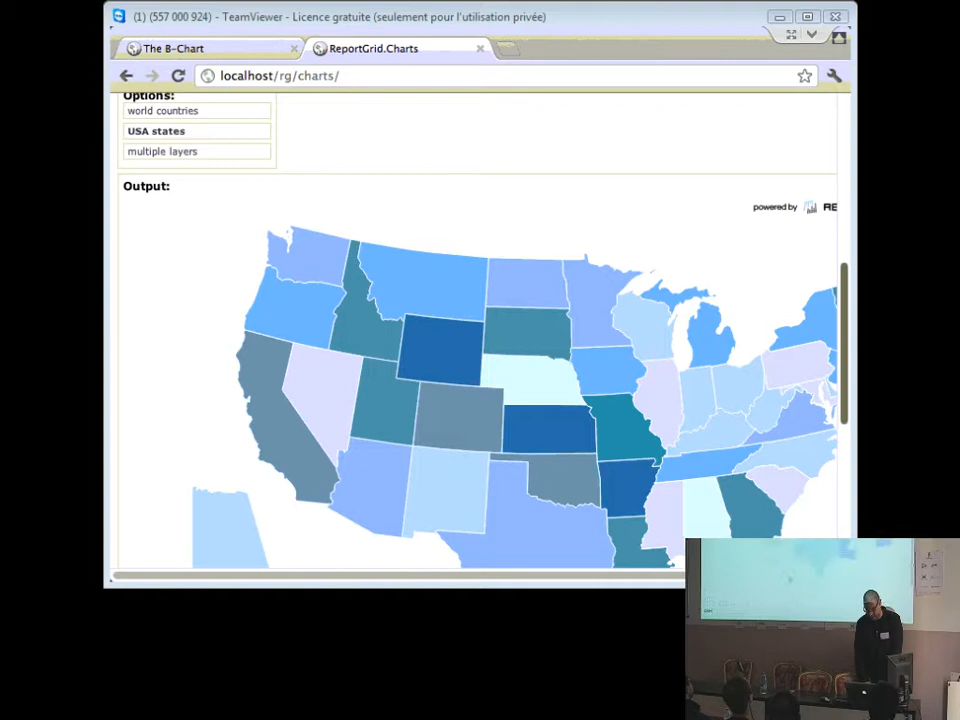 (1) (557 000 924) - TeamViewer - Licence gratuite (seulement pour l'utilisation privée)
The B-Chart
ReportGrid.Charts
localhost/rg/charts/
Options:
world countries
USA states
multiple layers
Output:
powered by RE